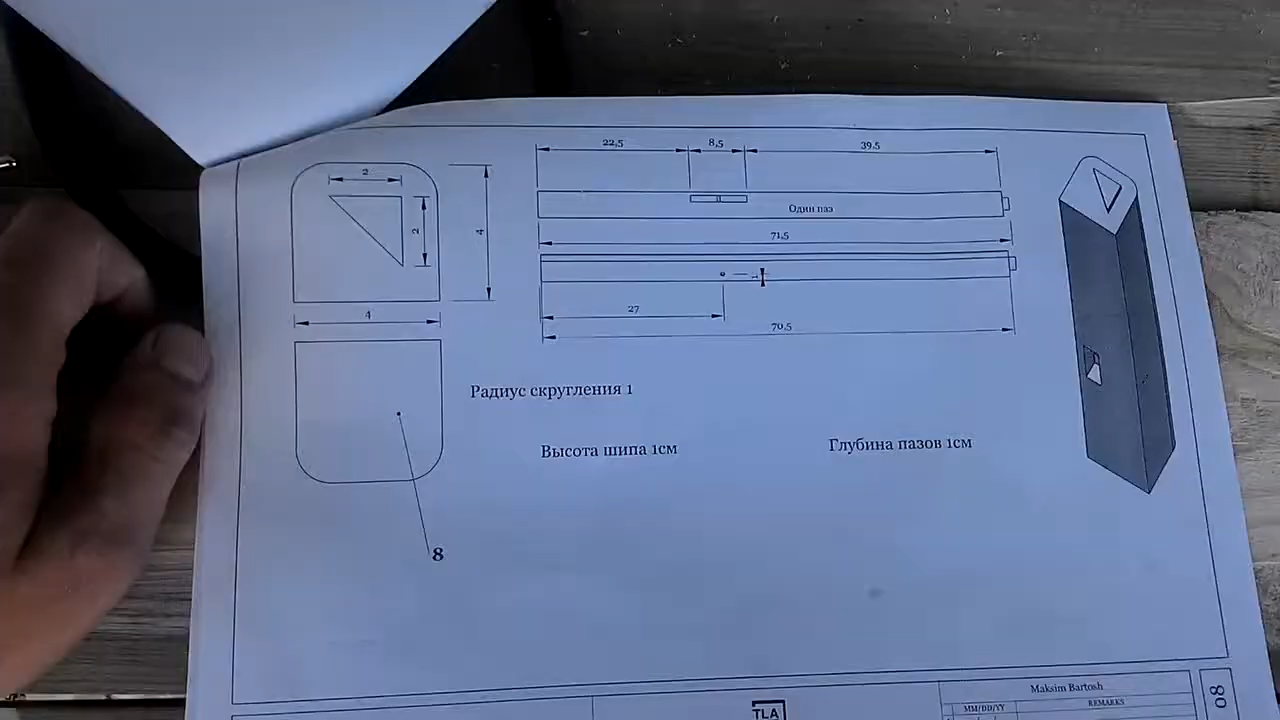 22,5
8,5
39,5
2
2
4
Один паз
71,5
1
27
70,5
4
Радиус скругления 1
Высота шипа 1см
Глубина пазов 1см
8
Maksim Bartosh
TLA
MM/DD/YY
REMARKS
08